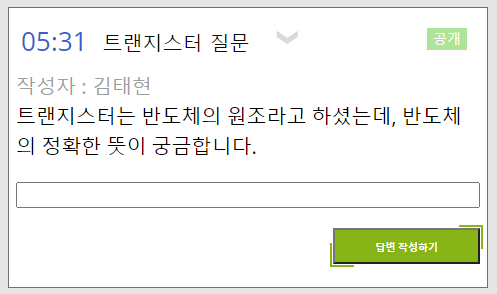 05:31 트랜지스터 질문 공개
작성자 : 김태현
트랜지스터는 반도체의 원조라고 하셨는데, 반도체
의 정확한 뜻이 궁금합니다.
답변 작성하기